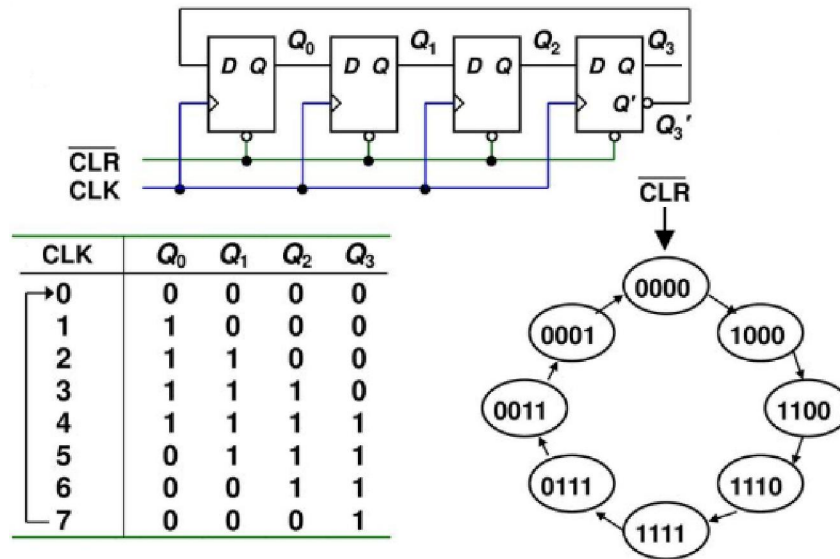 Q₀ Q₁ Q₂ Q₃
D Q D Q D Q D Q
Q'
Q₃'
CLR
CLK
CLR
CLK Q₀ Q₁ Q₂ Q₃
0 0 0 0 0
1 1 0 0 0
2 1 1 0 0
3 1 1 1 0
4 1 1 1 1
5 0 1 1 1
6 0 0 1 1
7 0 0 0 1
0000
1000
1100
1110
1111
0111
0011
0001